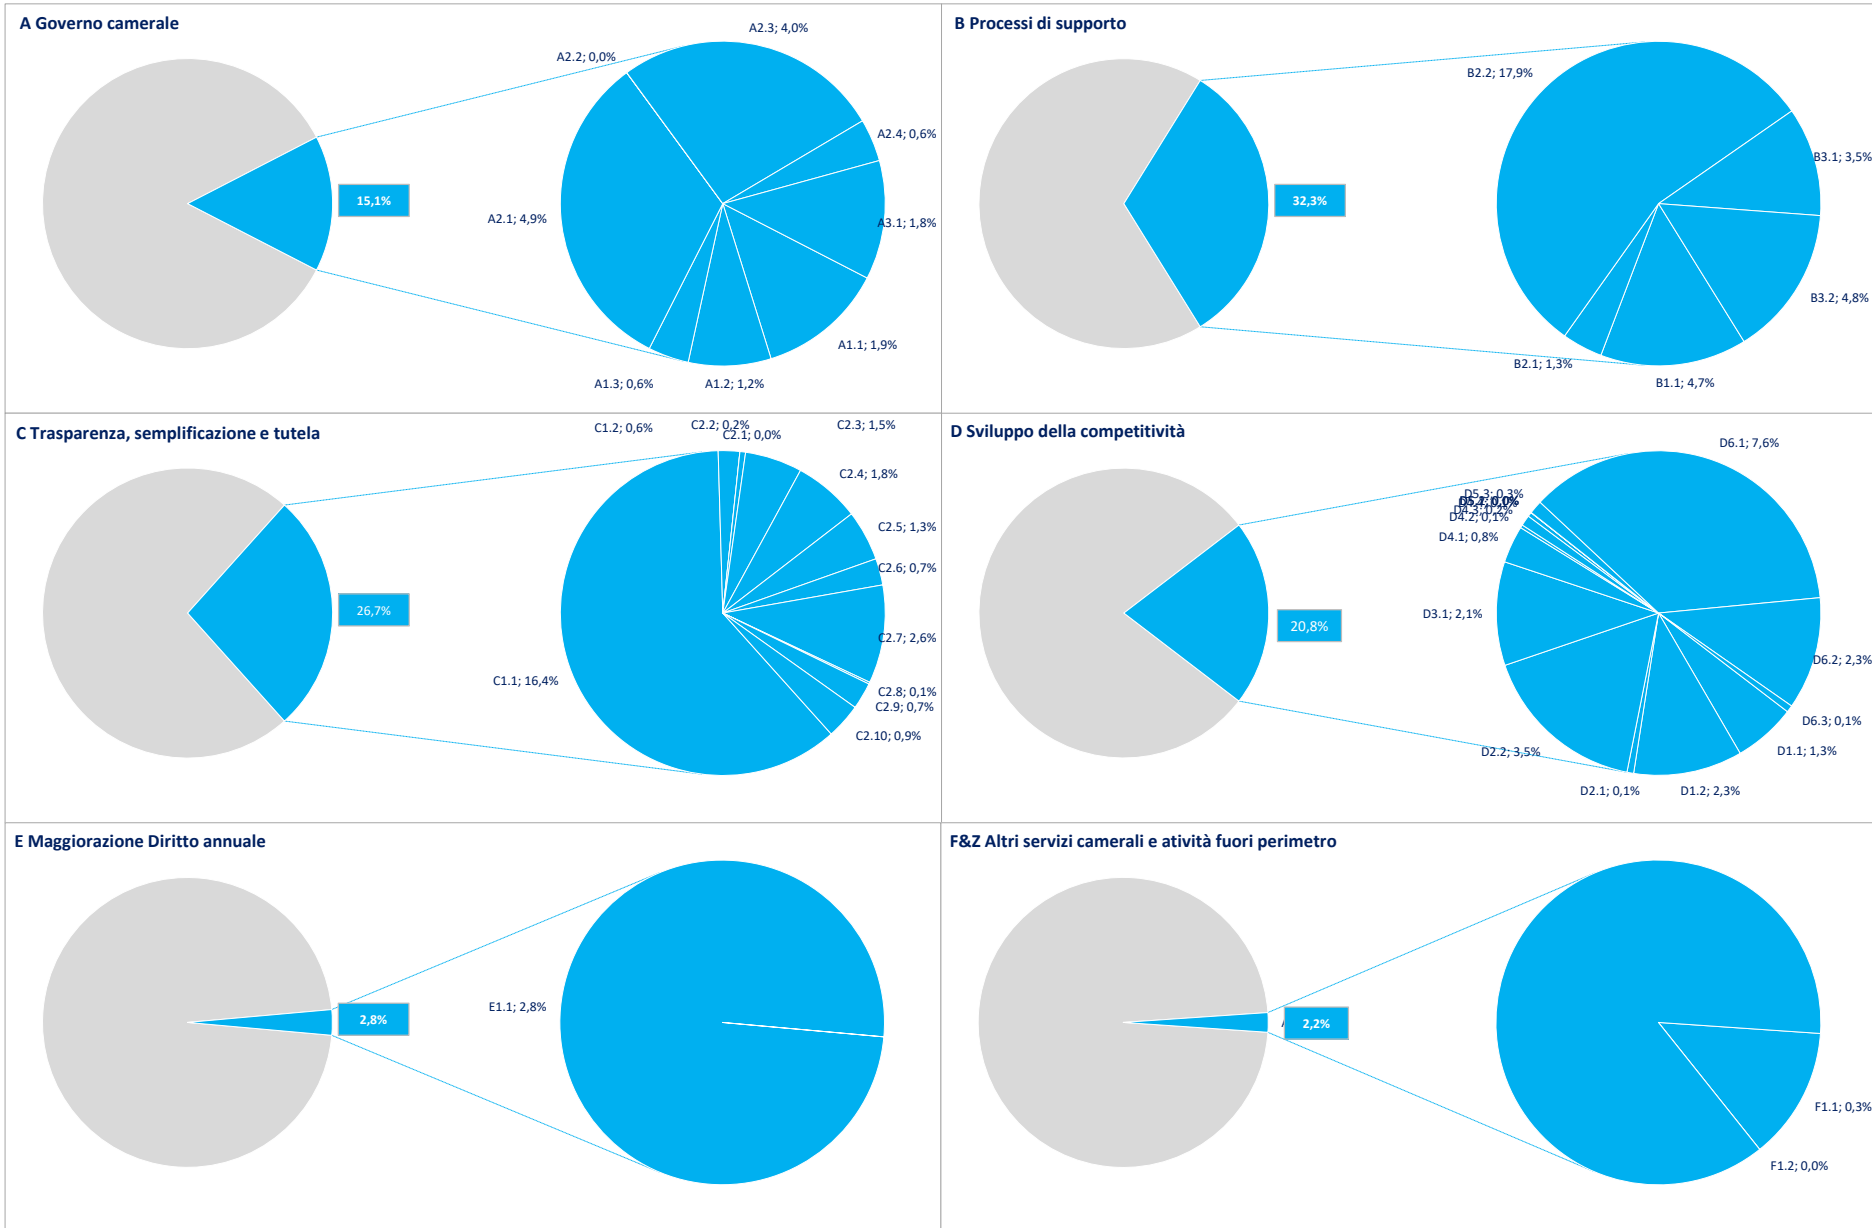 A Governo camerale
A2.3; 4,0%
A2.2; 0,0%
A2.4; 0,6%
15,1%
A2.1; 4,9%
A3.1; 1,8%
A1.1; 1,9%
A1.3; 0,6%
A1.2; 1,2%
B Processi di supporto
B2.2; 17,9%
B3.1; 3,5%
32,3%
B3.2; 4,8%
B2.1; 1,3%
B1.1; 4,7%
C Trasparenza, semplificazione e tutela
C1.2; 0,6%
C2.2; 0,2%
C2.1; 0,0%
C2.3; 1,5%
C2.4; 1,8%
C2.5; 1,3%
C2.6; 0,7%
26,7%
C2.7; 2,6%
C1.1; 16,4%
C2.8; 0,1%
C2.9; 0,7%
C2.10; 0,9%
D Sviluppo della competitività
D6.1; 7,6%
D5.3; 0,3%
D4.3; 0,2%
D4.2; 0,1%
D4.1; 0,8%
D3.1; 2,1%
20,8%
D6.2; 2,3%
D6.3; 0,1%
D2.2; 3,5%
D1.1; 1,3%
D2.1; 0,1%
D1.2; 2,3%
E Maggiorazione Diritto annuale
E1.1; 2,8%
2,8%
F&Z Altri servizi camerali e atività fuori perimetro
2,2%
F1.1; 0,3%
F1.2; 0,0%